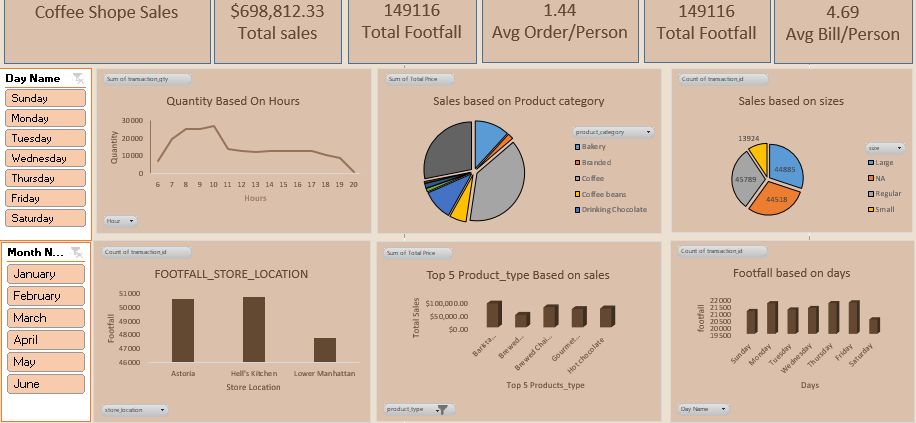 Coffee Shope Sales
$698,812.33
Total sales
149116
Total Footfall
1.44
Avg Order/Person
149116
Total Footfall
4.69
Avg Bill/Person
Day Name
Sunday
Monday
Tuesday
Wednesday
Thursday
Friday
Saturday
Sum of transaction_qty
Quantity Based On Hours
Quantity
30000
20000
10000
0
6 7 8 9 10 11 12 13 14 15 16 17 18 19 20
Hours
Hour
Sum of Total Price
Sales based on Product category
product_category
Bakery
Branded
Coffee
Coffee beans
Drinking Chocolate
Count of transaction_id
Sales based on sizes
13924
44885
45789
44518
size
Large
NA
Regular
Small
Month N...
January
February
March
April
May
June
Count of transaction_id
FOOTFALL_STORE_LOCATION
Footfall
51000
50000
49000
48000
47000
46000
Astoria Hell's Kitchen Lower Manhattan
Store Location
store_location
Sum of Total Price
Top 5 Product_type Based on sales
Total Sales
$100,000.00
$50,000.00
$0.00
Barista...
Brewed...
Brewed Chai...
Gourmet...
Hot chocolate
Top 5 Products_type
product_type
Count of transaction_id
Footfall based on days
footfall
22000
21500
21000
20500
20000
19500
Sunday
Monday
Tuesday
Wednesday
Thursday
Friday
Saturday
Days
Day Name